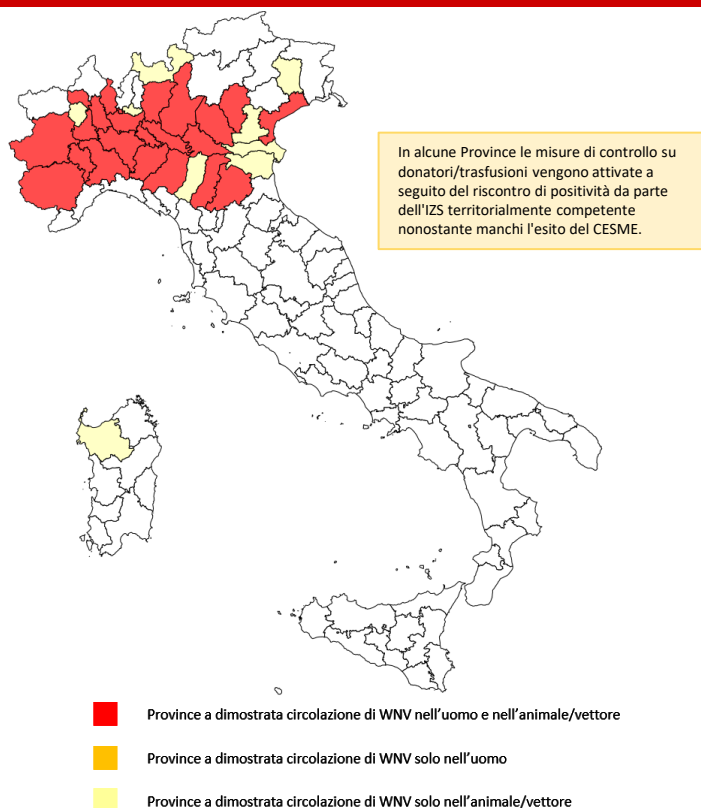 In alcune Province le misure di controllo su
donatori/trasfusioni vengono attivate a
seguito del riscontro di positività da parte
dell'IZS territorialmente competente
nonostante manchi l'esito del CESME.
Province a dimostrata circolazione di WNV nell'uomo e nell'animale/vettore
Province a dimostrata circolazione di WNV solo nell'uomo
Province a dimostrata circolazione di WNV solo nell'animale/vettore